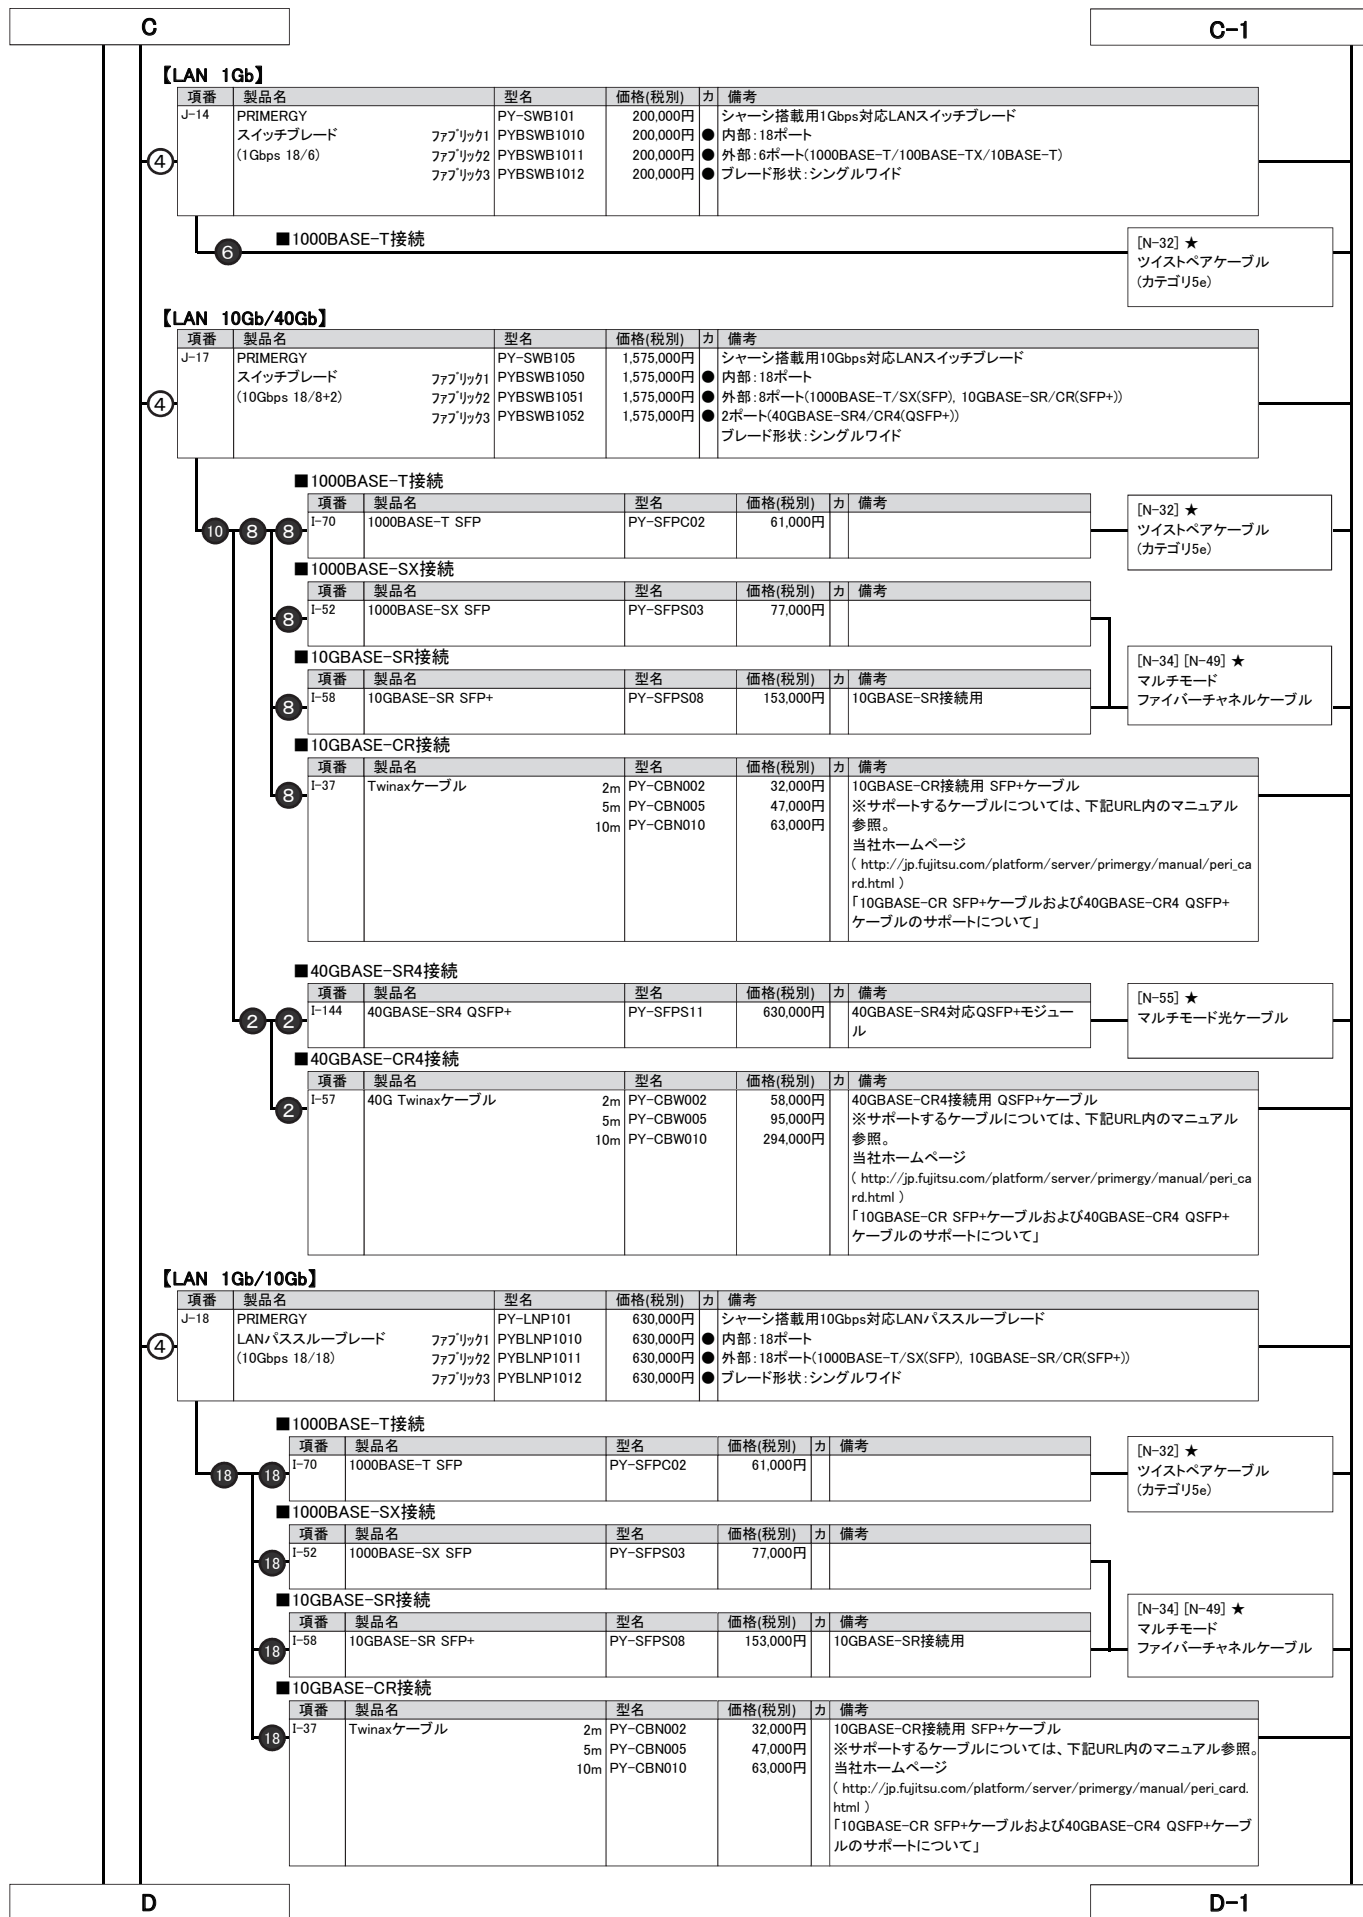 C
C-1
【LAN 1Gb】
項番 製品名 型名 価格(税別) カ 備考
J-14 PRIMERGY PY-SWB101 200,000円 シャーシ搭載用1Gbps対応LANスイッチブレード
スイッチブレード ファブリック1 PYBSWB1010 200,000円 ● 内部:18ポート
④ (1Gbps 18/6) ファブリック2 PYBSWB1011 200,000円 ● 外部:6ポート(1000BASE-T/100BASE-TX/10BASE-T)
ファブリック3 PYBSWB1012 200,000円 ● ブレード形状:シングルワイド
■1000BASE-T接続
6
[N-32] ★
ツイストペアケーブル
(カテゴリ5e)
【LAN 10Gb/40Gb】
項番 製品名 型名 価格(税別) カ 備考
J-17 PRIMERGY PY-SWB105 1,575,000円 シャーシ搭載用10Gbps対応LANスイッチブレード
スイッチブレード ファブリック1 PYBSWB1050 1,575,000円 ● 内部:18ポート
④ (10Gbps 18/8+2) ファブリック2 PYBSWB1051 1,575,000円 ● 外部:8ポート(1000BASE-T/SX(SFP), 10GBASE-SR/CR(SFP+))
ファブリック3 PYBSWB1052 1,575,000円 ● 2ポート(40GBASE-SR4/CR4(QSFP+))
ブレード形状:シングルワイド
■1000BASE-T接続
項番 製品名 型名 価格(税別) カ 備考
10 8 8 I-70 1000BASE-T SFP PY-SFPC02 61,000円
[N-32] ★
ツイストペアケーブル
(カテゴリ5e)
■1000BASE-SX接続
項番 製品名 型名 価格(税別) カ 備考
8 I-52 1000BASE-SX SFP PY-SFPS03 77,000円
■10GBASE-SR接続
項番 製品名 型名 価格(税別) カ 備考
8 I-58 10GBASE-SR SFP+ PY-SFPS08 153,000円 10GBASE-SR接続用
[N-34] [N-49] ★
マルチモード
ファイバーチャネルケーブル
■10GBASE-CR接続
項番 製品名 型名 価格(税別) カ 備考
8 I-37 Twinaxケーブル 2m PY-CBN002 32,000円 10GBASE-CR接続用 SFP+ケーブル
5m PY-CBN005 47,000円 ※サポートするケーブルについては、下記URL内のマニュアル
10m PY-CBN010 63,000円 参照。
当社ホームページ
( http://jp.fujitsu.com/platform/server/primergy/manual/peri_ca
rd.html )
「10GBASE-CR SFP+ケーブルおよび40GBASE-CR4 QSFP+
ケーブルのサポートについて」
■40GBASE-SR4接続
項番 製品名 型名 価格(税別) カ 備考
2 2 I-144 40GBASE-SR4 QSFP+ PY-SFPS11 630,000円 40GBASE-SR4対応QSFP+モジュー
ル
[N-55] ★
マルチモード光ケーブル
■40GBASE-CR4接続
項番 製品名 型名 価格(税別) カ 備考
2 I-57 40G Twinaxケーブル 2m PY-CBW002 58,000円 40GBASE-CR4接続用 QSFP+ケーブル
5m PY-CBW005 95,000円 ※サポートするケーブルについては、下記URL内のマニュアル
10m PY-CBW010 294,000円 参照。
当社ホームページ
( http://jp.fujitsu.com/platform/server/primergy/manual/peri_ca
rd.html )
「10GBASE-CR SFP+ケーブルおよび40GBASE-CR4 QSFP+
ケーブルのサポートについて」
【LAN 1Gb/10Gb】
項番 製品名 型名 価格(税別) カ 備考
J-18 PRIMERGY PY-LNP101 630,000円 シャーシ搭載用10Gbps対応LANパススルーブレード
LANパススルーブレード ファブリック1 PYBLNP1010 630,000円 ● 内部:18ポート
④ (10Gbps 18/18) ファブリック2 PYBLNP1011 630,000円 ● 外部:18ポート(1000BASE-T/SX(SFP), 10GBASE-SR/CR(SFP+))
ファブリック3 PYBLNP1012 630,000円 ● ブレード形状:シングルワイド
■1000BASE-T接続
項番 製品名 型名 価格(税別) カ 備考
18 18 I-70 1000BASE-T SFP PY-SFPC02 61,000円
[N-32] ★
ツイストペアケーブル
(カテゴリ5e)
■1000BASE-SX接続
項番 製品名 型名 価格(税別) カ 備考
18 I-52 1000BASE-SX SFP PY-SFPS03 77,000円
■10GBASE-SR接続
項番 製品名 型名 価格(税別) カ 備考
18 I-58 10GBASE-SR SFP+ PY-SFPS08 153,000円 10GBASE-SR接続用
[N-34] [N-49] ★
マルチモード
ファイバーチャネルケーブル
■10GBASE-CR接続
項番 製品名 型名 価格(税別) カ 備考
18 I-37 Twinaxケーブル 2m PY-CBN002 32,000円 10GBASE-CR接続用 SFP+ケーブル
5m PY-CBN005 47,000円 ※サポートするケーブルについては、下記URL内のマニュアル参照。
10m PY-CBN010 63,000円 当社ホームページ
( http://jp.fujitsu.com/platform/server/primergy/manual/peri_card.
html )
「10GBASE-CR SFP+ケーブルおよび40GBASE-CR4 QSFP+ケーブ
ルのサポートについて」
D
D-1